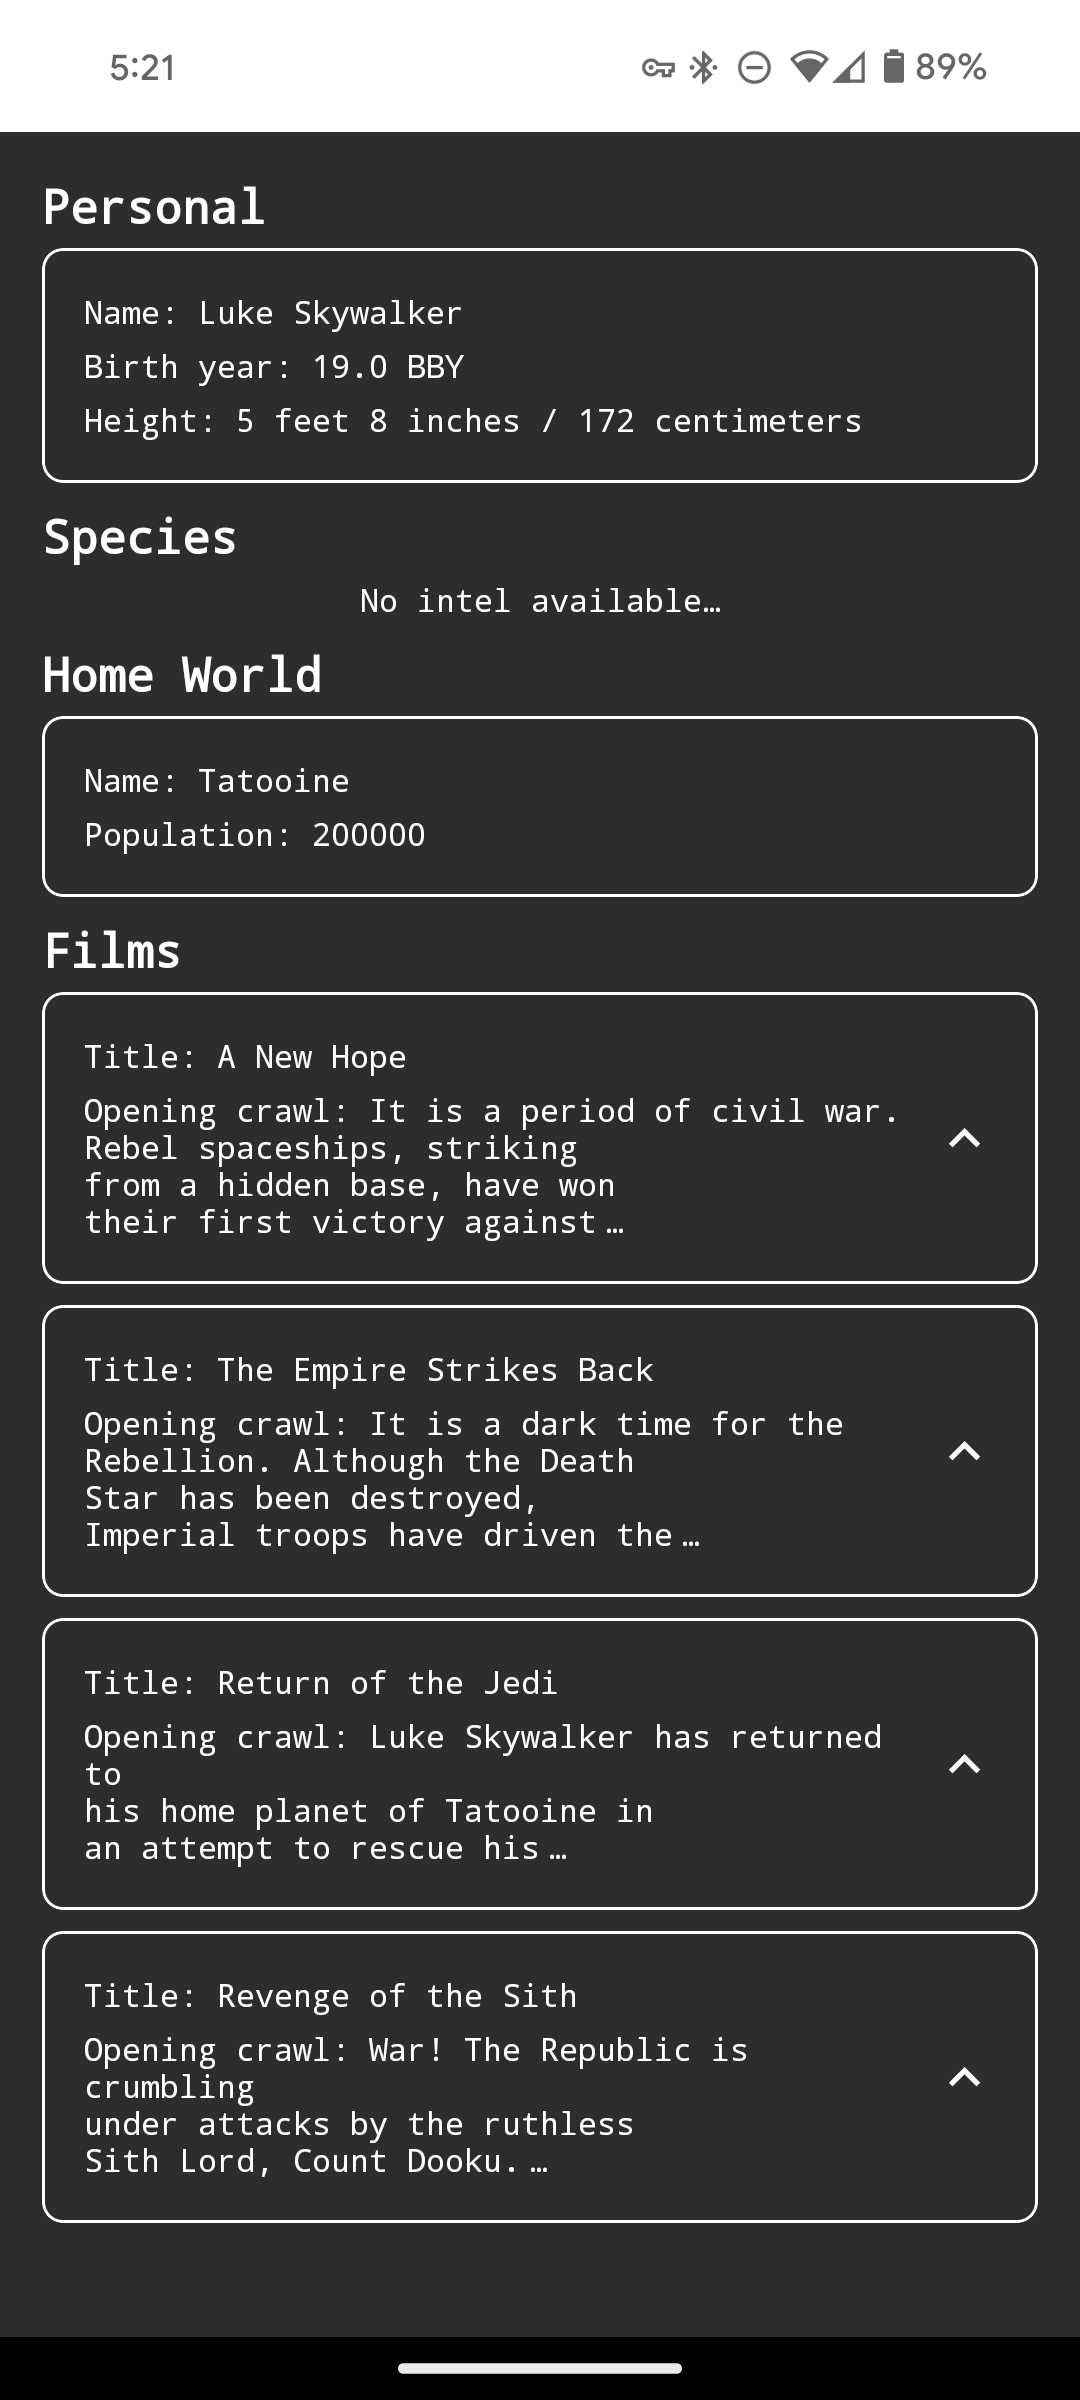 5:21
89%
Personal
Name: Luke Skywalker
Birth year: 19.0 BBY
Height: 5 feet 8 inches / 172 centimeters
Species
No intel available…
Home World
Name: Tatooine
Population: 200000
Films
Title: A New Hope
Opening crawl: It is a period of civil war.
Rebel spaceships, striking
from a hidden base, have won
their first victory against…
Title: The Empire Strikes Back
Opening crawl: It is a dark time for the
Rebellion. Although the Death
Star has been destroyed,
Imperial troops have driven the…
Title: Return of the Jedi
Opening crawl: Luke Skywalker has returned
to
his home planet of Tatooine in
an attempt to rescue his…
Title: Revenge of the Sith
Opening crawl: War! The Republic is
crumbling
under attacks by the ruthless
Sith Lord, Count Dooku.…